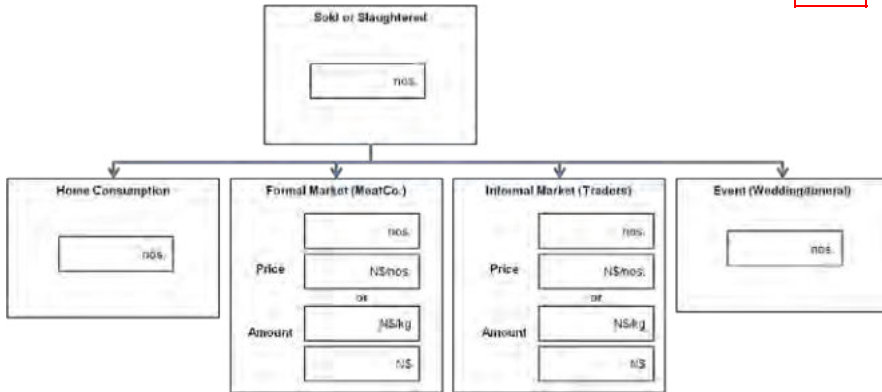 Sold or Slaughtered
nos.
Home Consumption
nos.
Formal Market (MeatCo.)
nos.
Price
N$/nos.
or
Amount
N$/kg
N$
Informal Market (Traders)
nos.
Price
N$/nos.
or
Amount
N$/kg
N$
Event (Wedding/funeral)
nos.